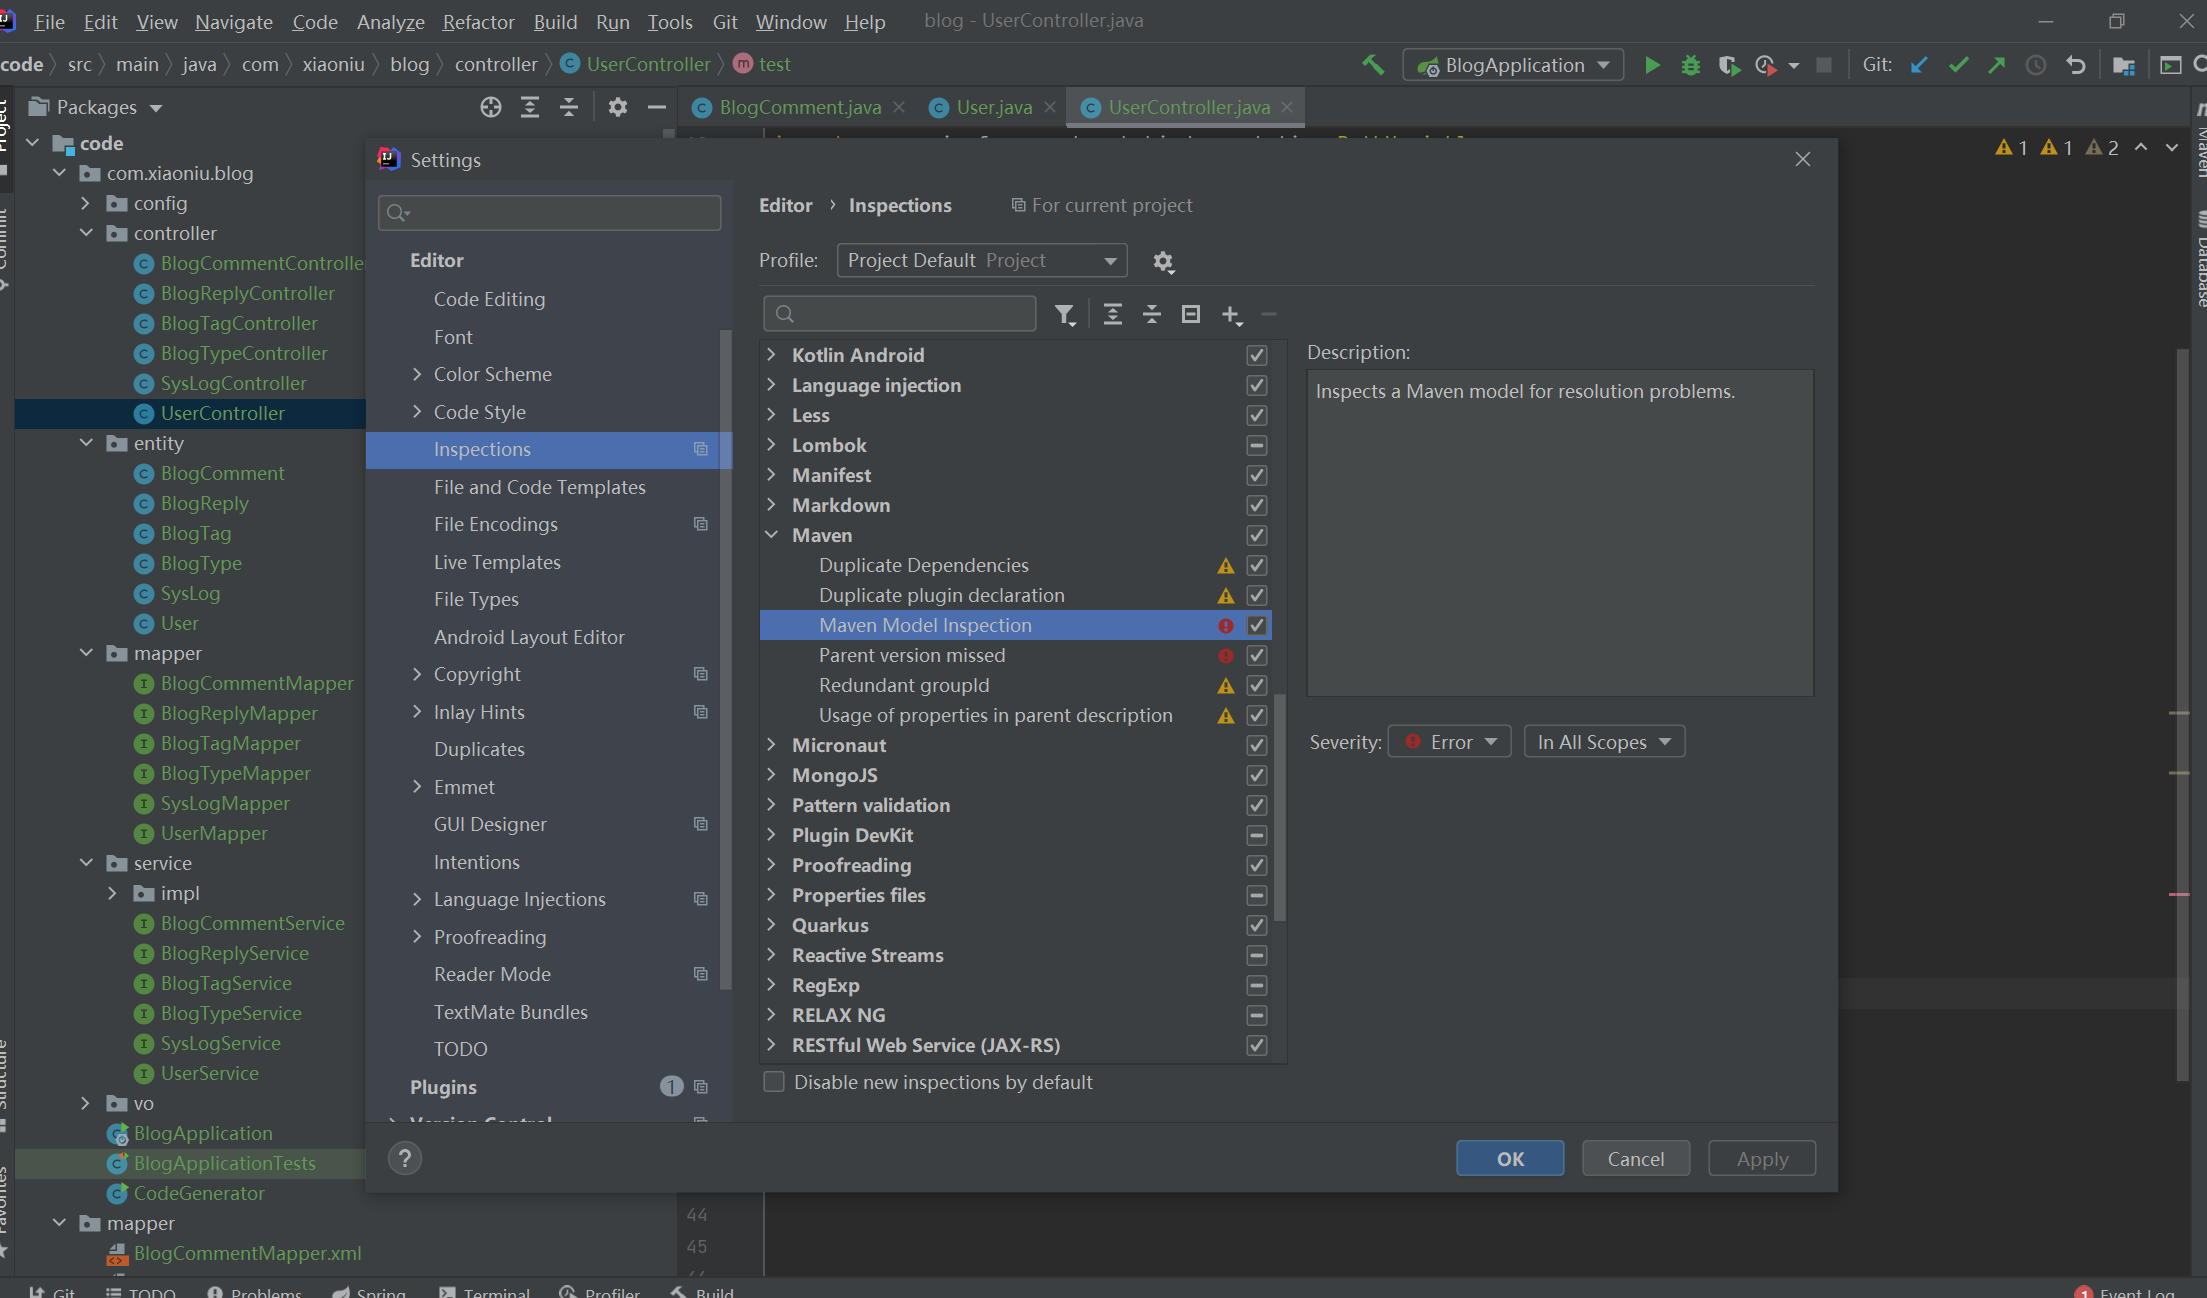 File Edit View Navigate Code Analyze Refactor Build Run Tools Git Window Help blog - UserController.java
code src main java com xiaoniu blog controller UserController test BlogApplication Git:
Packages
BlogComment.java User.java UserController.java
1 1 2
Project
Commit
Structure
Favorites
Maven
Database
code
com.xiaoniu.blog
config
controller
BlogCommentController
BlogReplyController
BlogTagController
BlogTypeController
SysLogController
UserController
entity
BlogComment
BlogReply
BlogTag
BlogType
SysLog
User
mapper
BlogCommentMapper
BlogReplyMapper
BlogTagMapper
BlogTypeMapper
SysLogMapper
UserMapper
service
impl
BlogCommentService
BlogReplyService
BlogTagService
BlogTypeService
SysLogService
UserService
vo
BlogApplication
BlogApplicationTests
CodeGenerator
mapper
BlogCommentMapper.xml
Settings
Editor
Code Editing
Font
Color Scheme
Code Style
Inspections
File and Code Templates
File Encodings
Live Templates
File Types
Android Layout Editor
Copyright
Inlay Hints
Duplicates
Emmet
GUI Designer
Intentions
Language Injections
Proofreading
Reader Mode
TextMate Bundles
TODO
Plugins 1
Version Control
Editor › Inspections For current project
Profile: Project Default Project
Kotlin Android
Language injection
Less
Lombok
Manifest
Markdown
Maven
Duplicate Dependencies
Duplicate plugin declaration
Maven Model Inspection
Parent version missed
Redundant groupId
Usage of properties in parent description
Micronaut
MongoJS
Pattern validation
Plugin DevKit
Proofreading
Properties files
Quarkus
Reactive Streams
RegExp
RELAX NG
RESTful Web Service (JAX-RS)
Disable new inspections by default
Description:
Inspects a Maven model for resolution problems.
Severity: Error In All Scopes
? OK Cancel Apply
44
45
Git TODO Problems Spring Terminal Profiler Build 1 Event Log